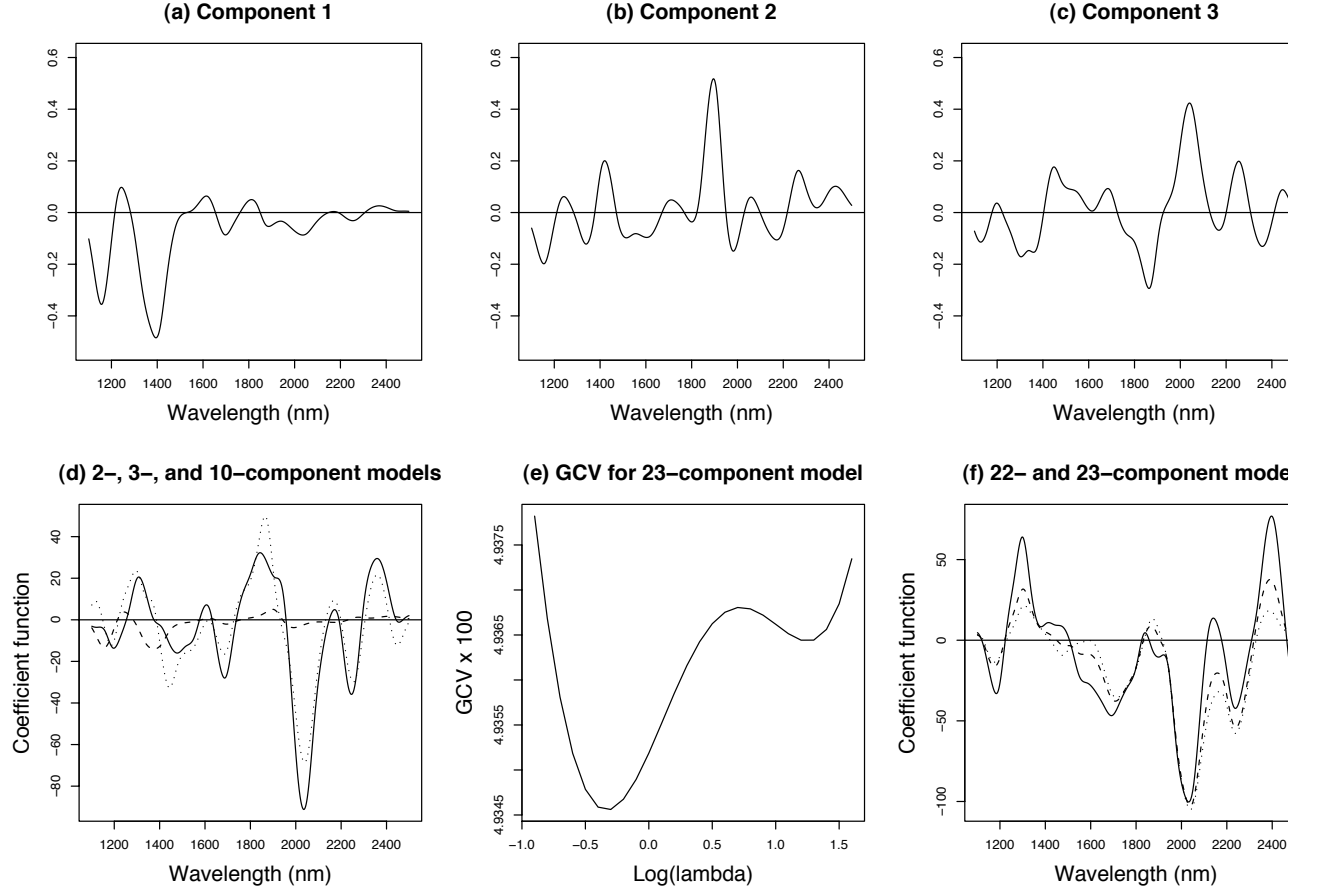 (a) Component 1
0.6
0.4
0.2
0.0
−0.2
−0.4
1200 1400 1600 1800 2000 2200 2400
Wavelength (nm)
(b) Component 2
0.6
0.4
0.2
0.0
−0.2
−0.4
1200 1400 1600 1800 2000 2200 2400
Wavelength (nm)
(c) Component 3
0.6
0.4
0.2
0.0
−0.2
−0.4
1200 1400 1600 1800 2000 2200 2400
Wavelength (nm)
(d) 2−, 3−, and 10−component models
Coefficient function
40
20
0
−20
−40
−60
−80
1200 1400 1600 1800 2000 2200 2400
Wavelength (nm)
(e) GCV for 23−component model
GCV x 100
4.9375
4.9365
4.9355
4.9345
−1.0 −0.5 0.0 0.5 1.0 1.5
Log(lambda)
(f) 22− and 23−component mode
Coefficient function
50
0
−50
−100
1200 1400 1600 1800 2000 2200 2400
Wavelength (nm)